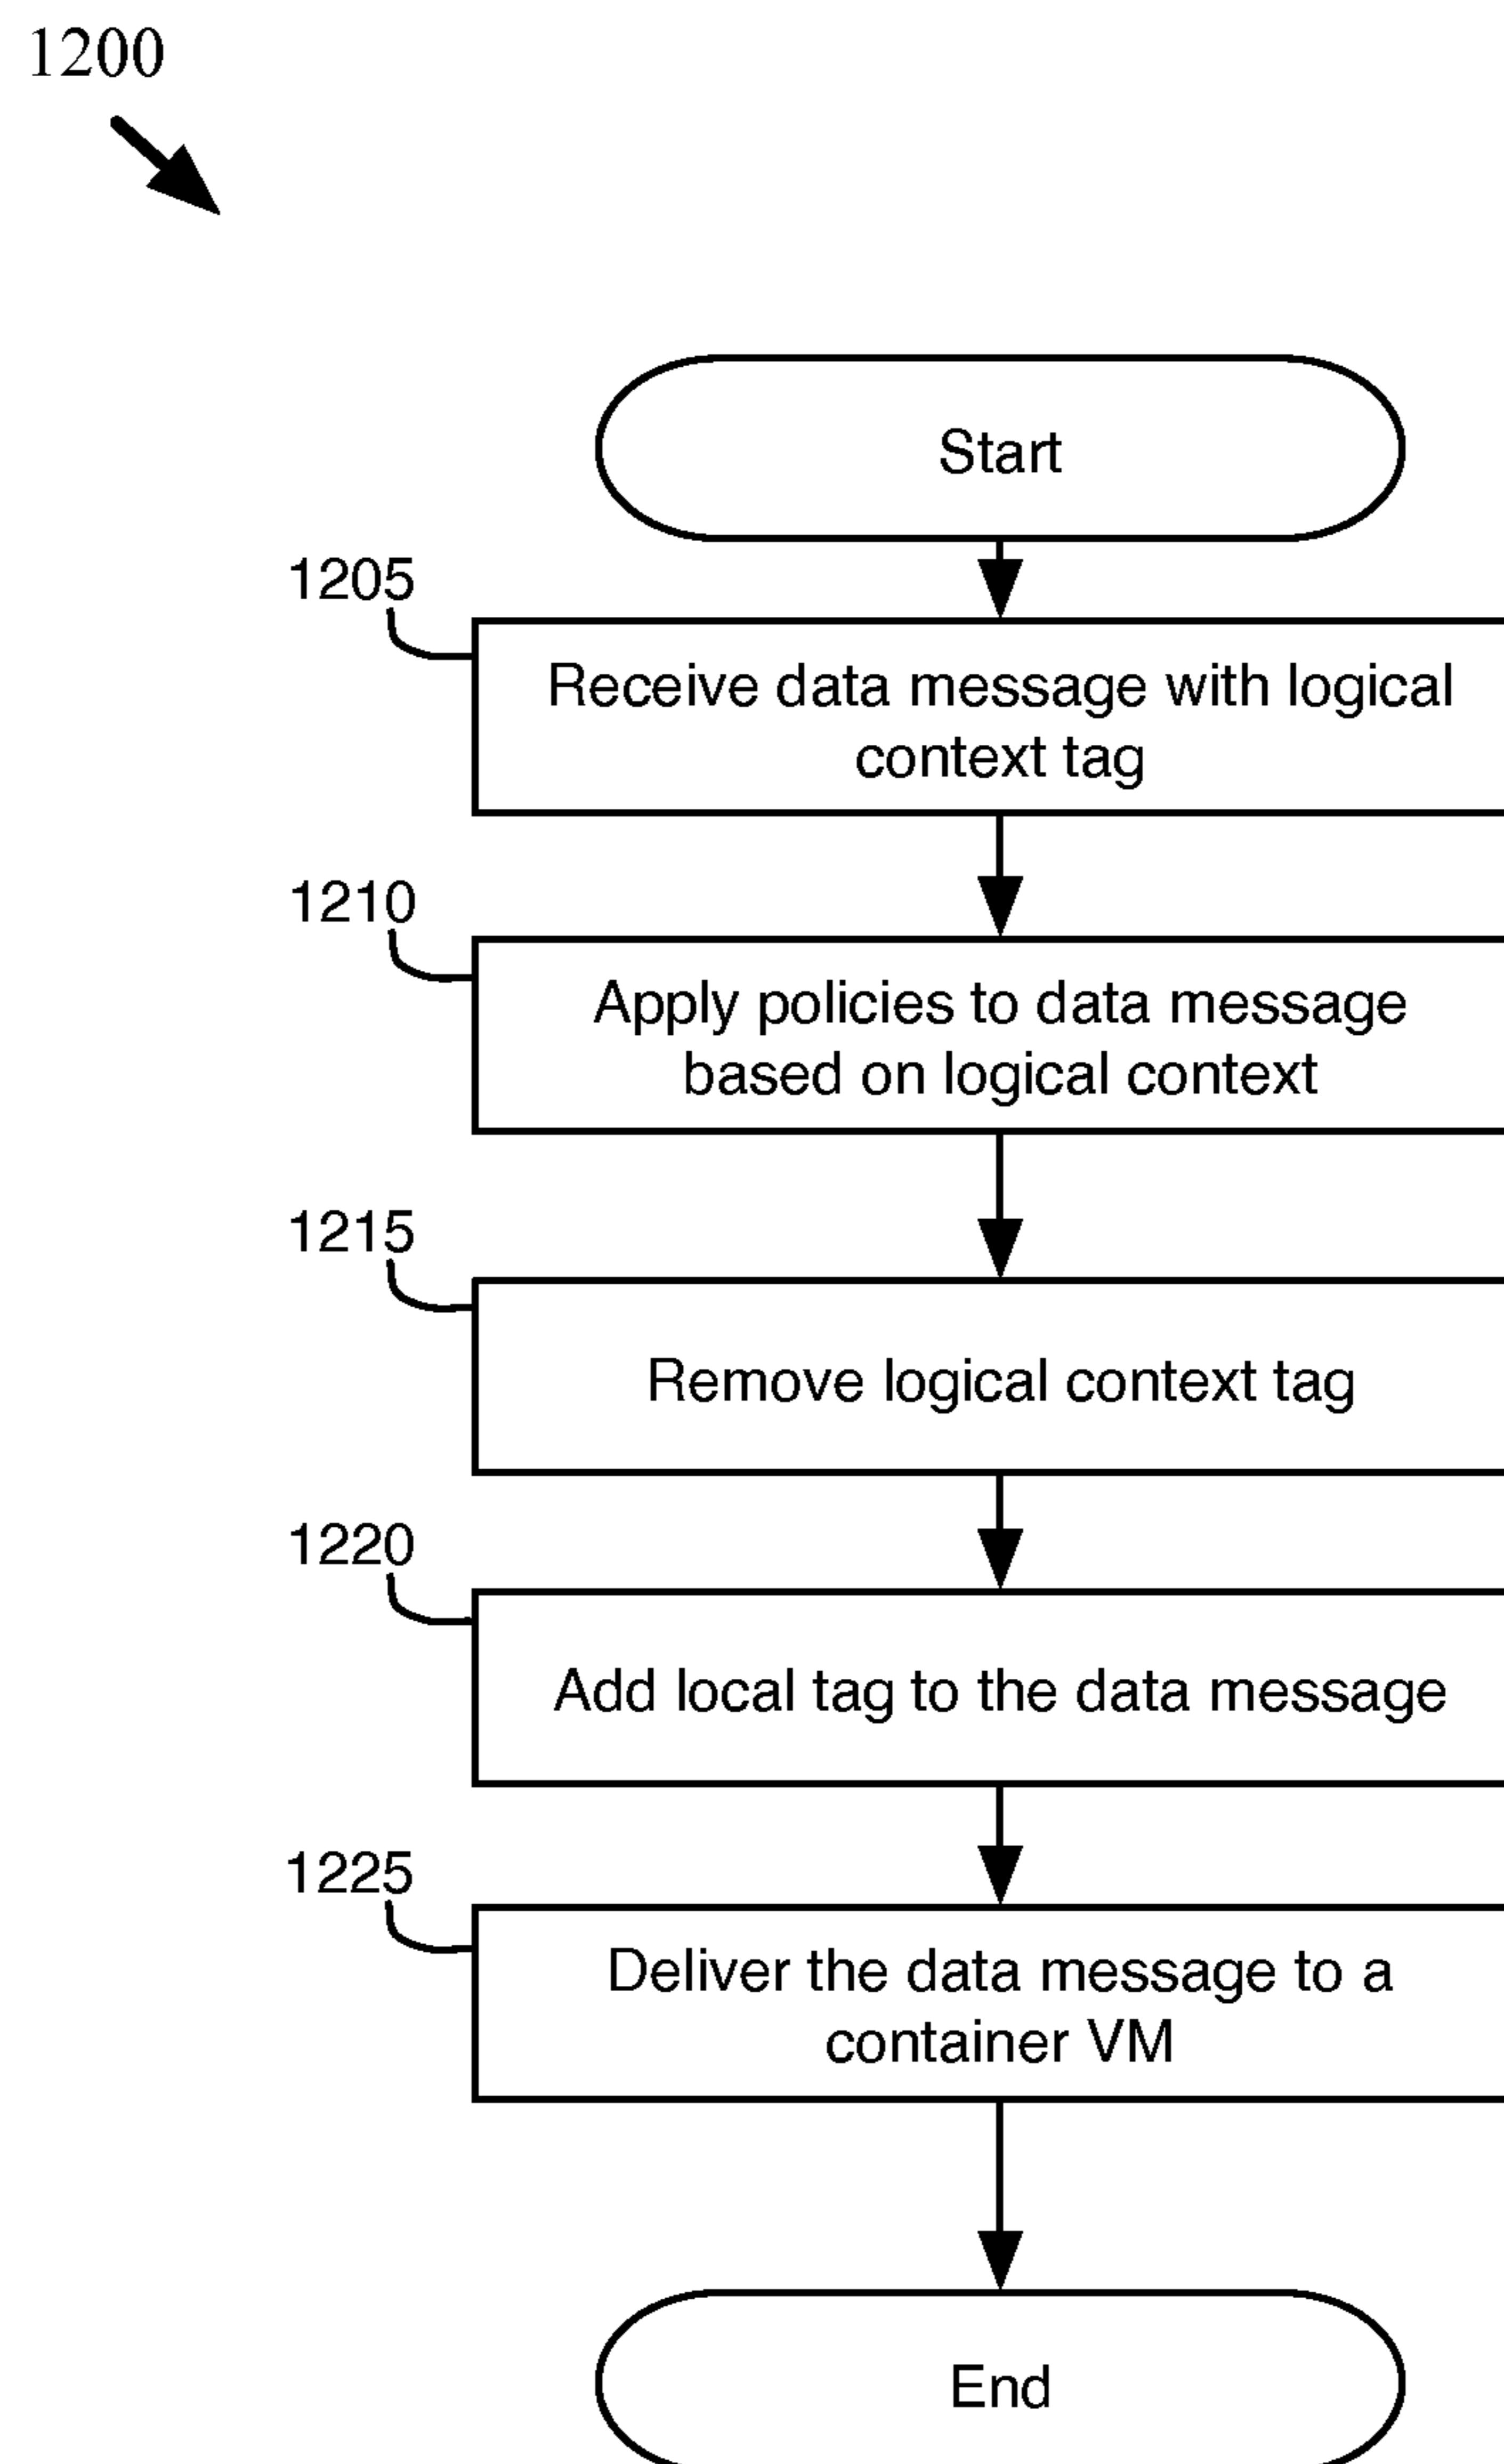 1200
Start
1205
Receive data message with logical
context tag
1210
Apply policies to data message
based on logical context
1215
Remove logical context tag
1220
Add local tag to the data message
1225
Deliver the data message to a
container VM
End